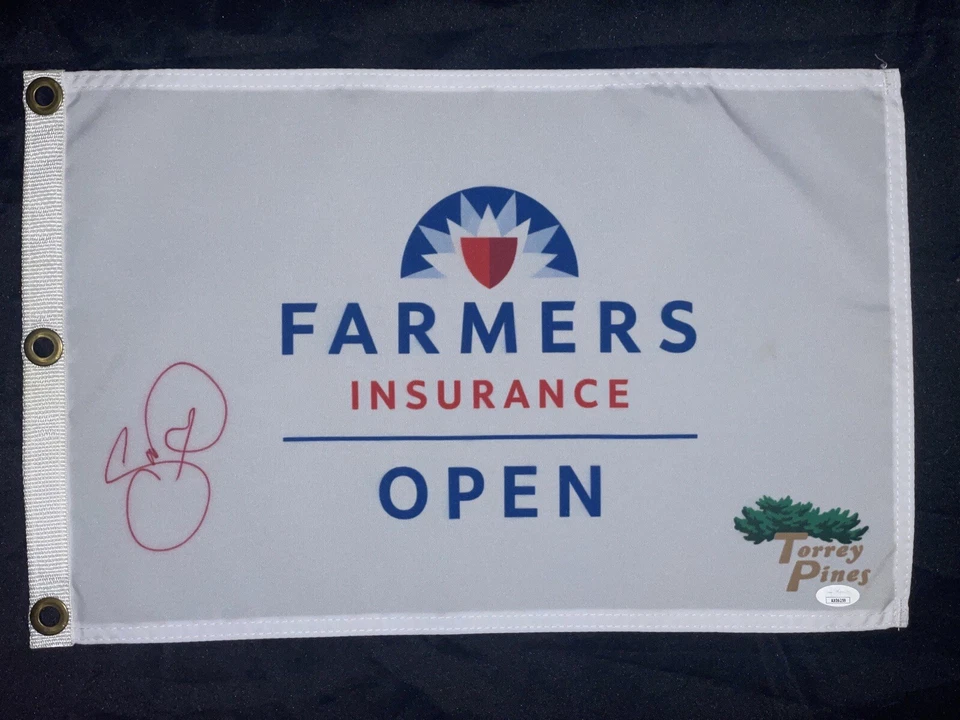 FARMERS
INSURANCE
OPEN
Torrey
Pines